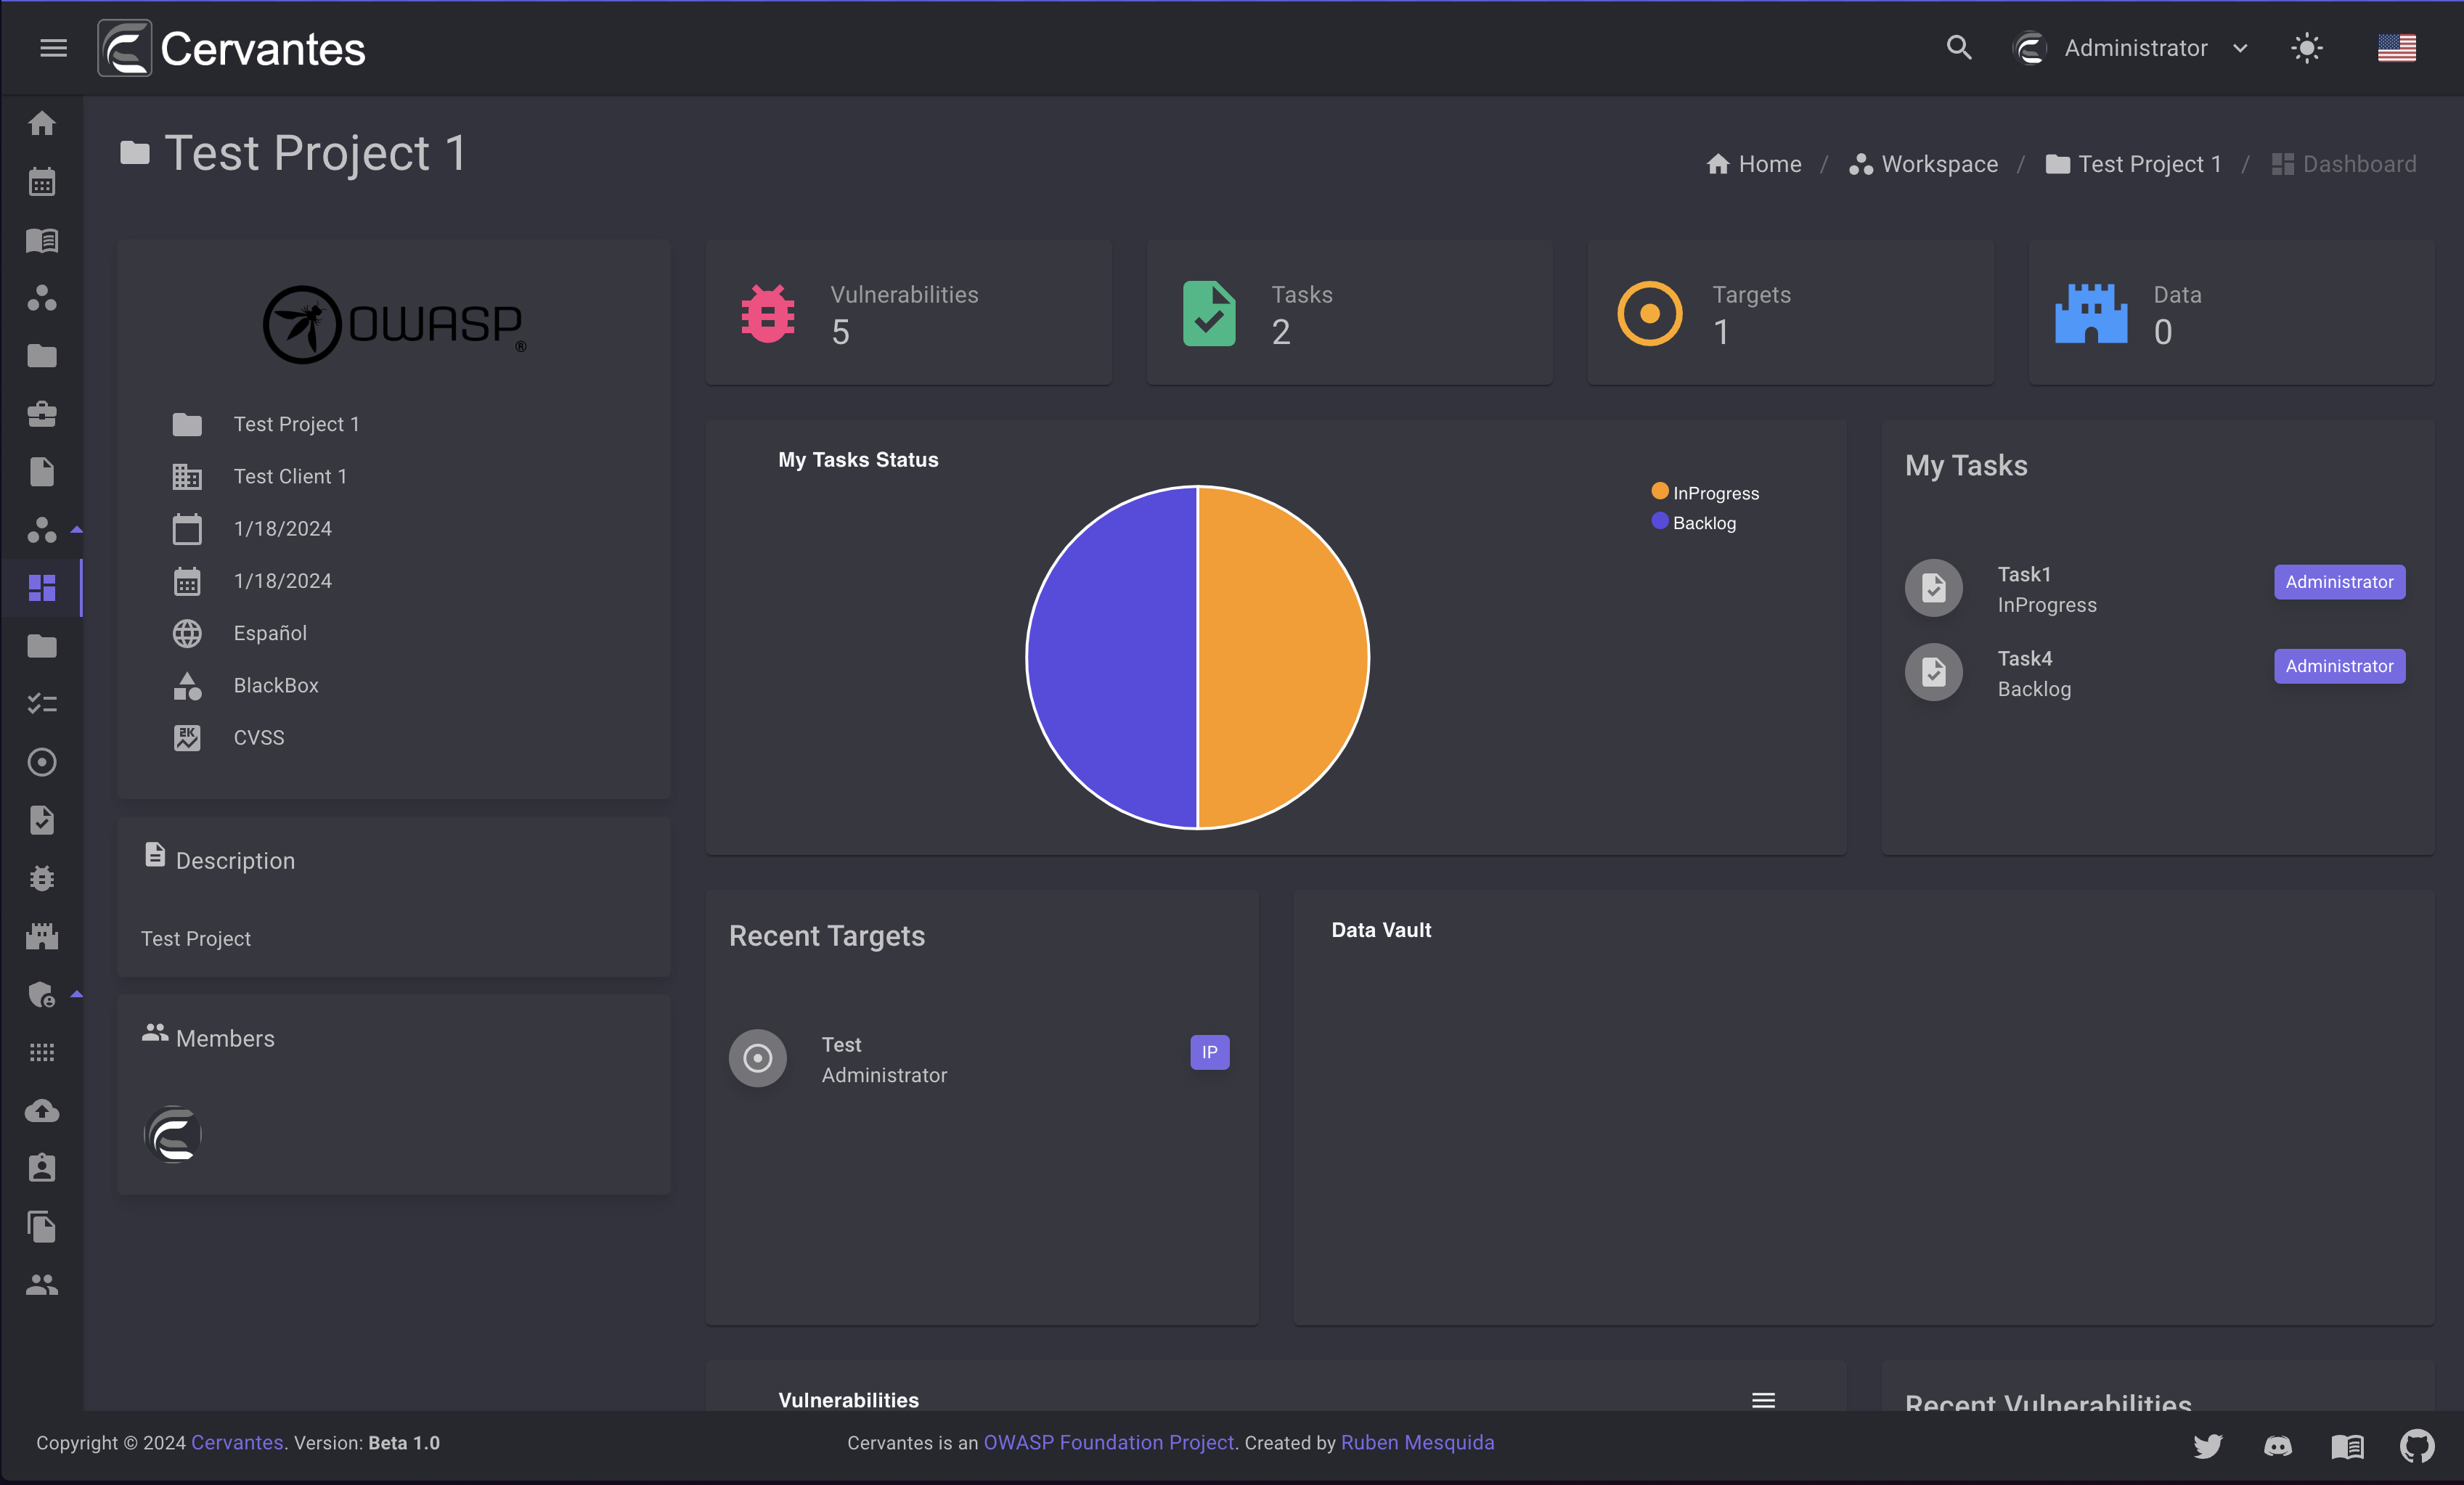 Cervantes
Administrator
Test Project 1
Home / Workspace / Test Project 1 / Dashboard
OWASP®
Test Project 1
Test Client 1
1/18/2024
1/18/2024
Español
BlackBox
2K
CVSS
Description
Test Project
Members
Vulnerabilities
5
Tasks
2
Targets
1
Data
0
My Tasks Status
InProgress
Backlog
My Tasks
Task1
InProgress
Administrator
Task4
Backlog
Administrator
Recent Targets
Test
Administrator
IP
Data Vault
Vulnerabilities
Recent Vulnerabilities
Copyright © 2024 Cervantes. Version: Beta 1.0
Cervantes is an OWASP Foundation Project. Created by Ruben Mesquida